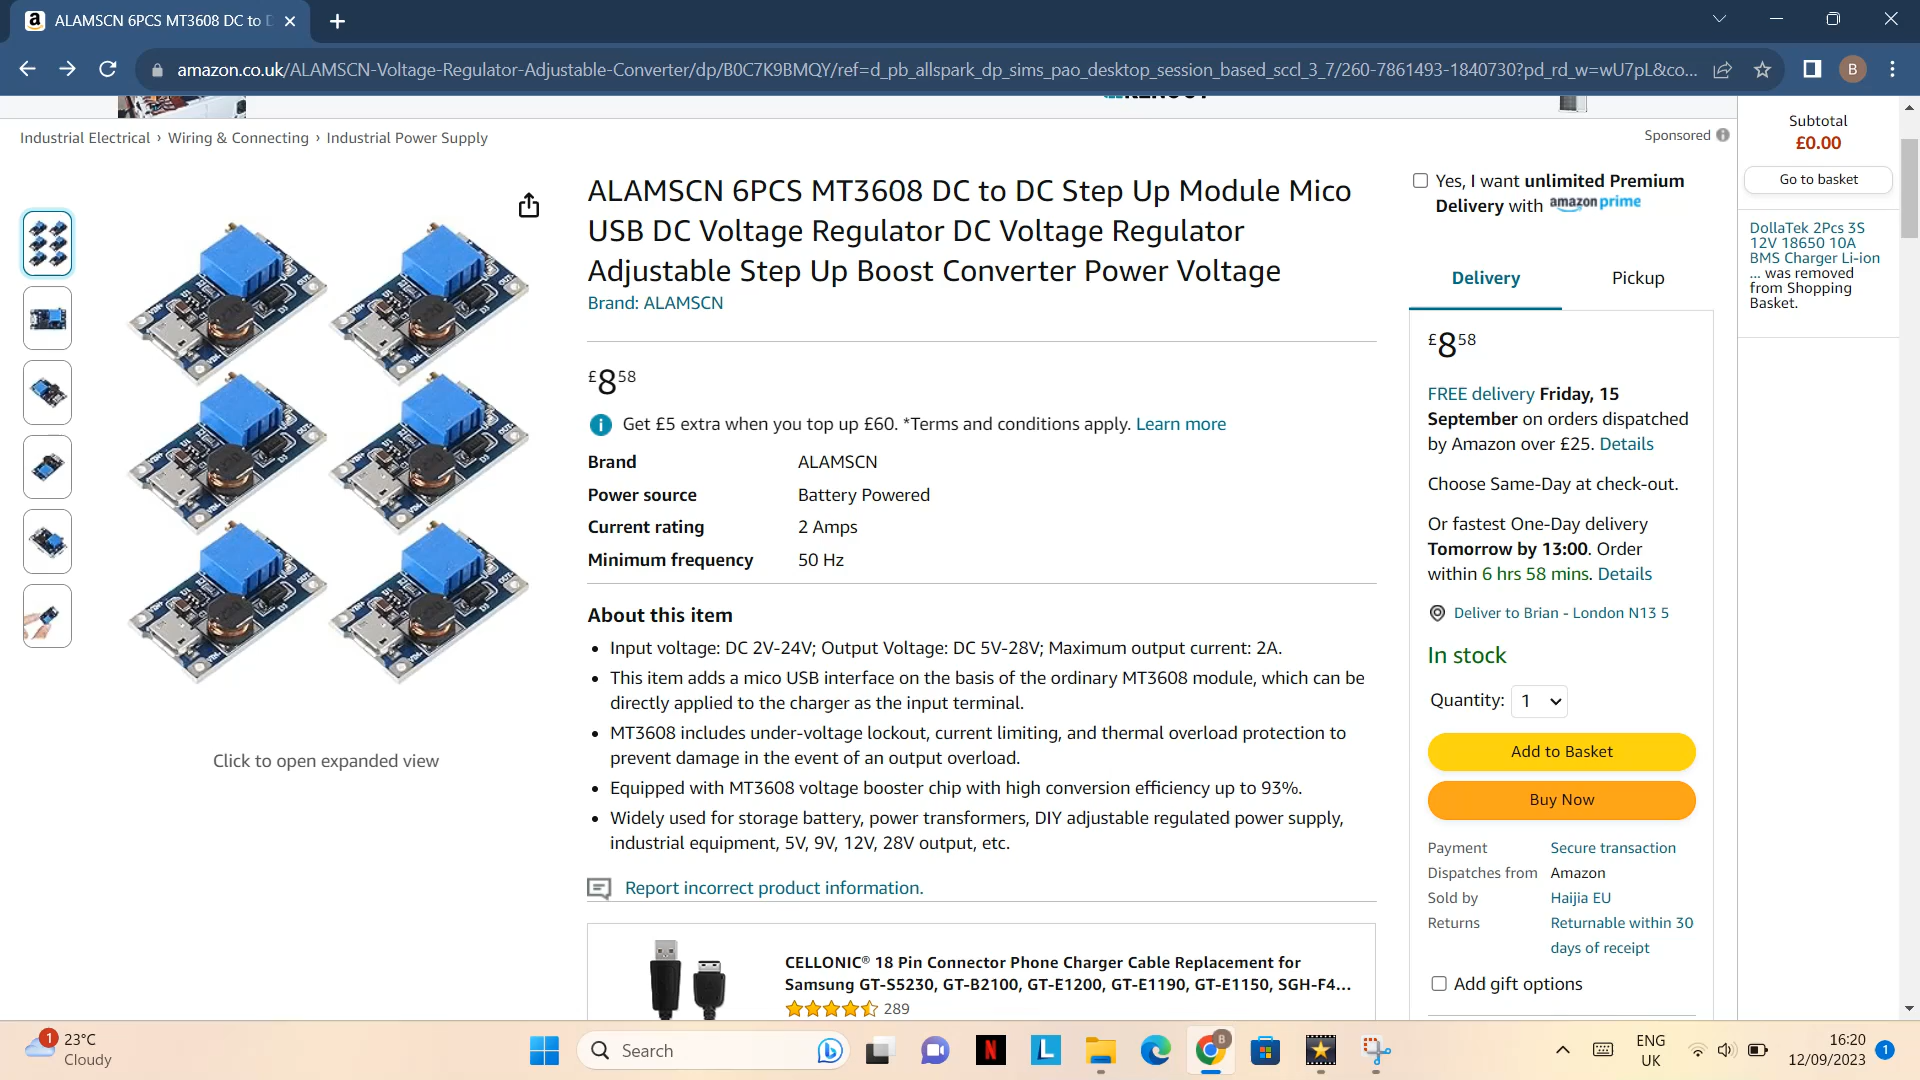 ALAMSCN 6PCS MT3608 DC to D
amazon.co.uk/ALAMSCN-Voltage-Regulator-Adjustable-Converter/dp/B0C7K9BMQY/ref=d_pb_allspark_dp_sims_pao_desktop_session_based_sccl_3_7/260-7861493-1840730?pd_rd_w=wU7pL&co...
B
Industrial Electrical › Wiring & Connecting › Industrial Power Supply
Sponsored
ALAMSCN 6PCS MT3608 DC to DC Step Up Module Mico
USB DC Voltage Regulator DC Voltage Regulator
Adjustable Step Up Boost Converter Power Voltage
Brand: ALAMSCN
£858
Get £5 extra when you top up £60. *Terms and conditions apply. Learn more
Brand ALAMSCN
Power source Battery Powered
Current rating 2 Amps
Minimum frequency 50 Hz
About this item
• Input voltage: DC 2V-24V; Output Voltage: DC 5V-28V; Maximum output current: 2A.
• This item adds a mico USB interface on the basis of the ordinary MT3608 module, which can be
directly applied to the charger as the input terminal.
• MT3608 includes under-voltage lockout, current limiting, and thermal overload protection to
prevent damage in the event of an output overload.
• Equipped with MT3608 voltage booster chip with high conversion efficiency up to 93%.
• Widely used for storage battery, power transformers, DIY adjustable regulated power supply,
industrial equipment, 5V, 9V, 12V, 28V output, etc.
Report incorrect product information.
CELLONIC® 18 Pin Connector Phone Charger Cable Replacement for
Samsung GT-S5230, GT-B2100, GT-E1200, GT-E1190, GT-E1150, SGH-F4...
289
Click to open expanded view
Yes, I want unlimited Premium
Delivery with amazon prime
Delivery Pickup
£858
FREE delivery Friday, 15
September on orders dispatched
by Amazon over £25. Details
Choose Same-Day at check-out.
Or fastest One-Day delivery
Tomorrow by 13:00. Order
within 6 hrs 58 mins. Details
Deliver to Brian - London N13 5
In stock
Quantity: 1
Add to Basket
Buy Now
Payment Secure transaction
Dispatches from Amazon
Sold by Haijia EU
Returns Returnable within 30
days of receipt
Add gift options
Subtotal
£0.00
Go to basket
DollaTek 2Pcs 3S
12V 18650 10A
BMS Charger Li-ion
... was removed
from Shopping
Basket.
1
23°C
Cloudy
Search
ENG
UK
16:20
12/09/2023
1